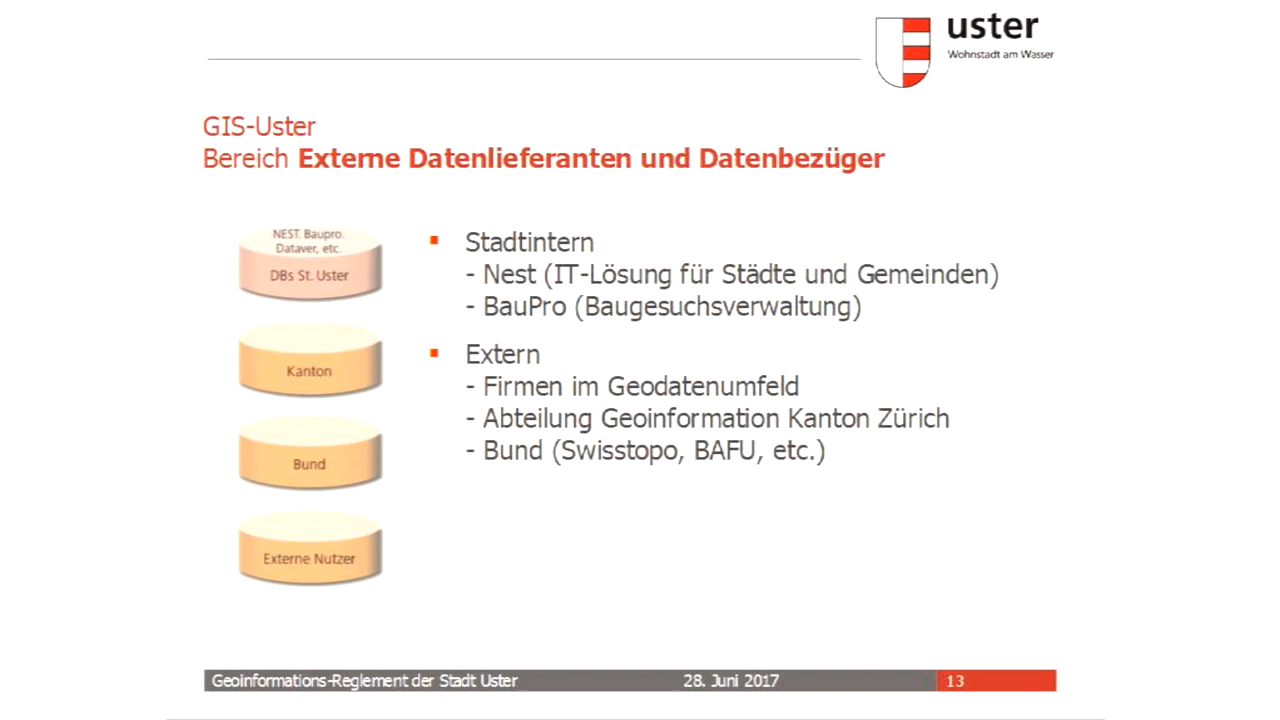 uster
Wohnstadt am Wasser
GIS-Uster
Bereich Externe Datenlieferanten und Datenbezüger
NEST. Baupro.
Dataver, etc.
DBs St. Uster
Kanton
Bund
Externe Nutzer
Stadtintern
- Nest (IT-Lösung für Städte und Gemeinden)
- BauPro (Baugesuchsverwaltung)
Extern
- Firmen im Geodatenumfeld
- Abteilung Geoinformation Kanton Zürich
- Bund (Swisstopo, BAFU, etc.)
Geoinformations-Reglement der Stadt Uster 28. Juni 2017 13